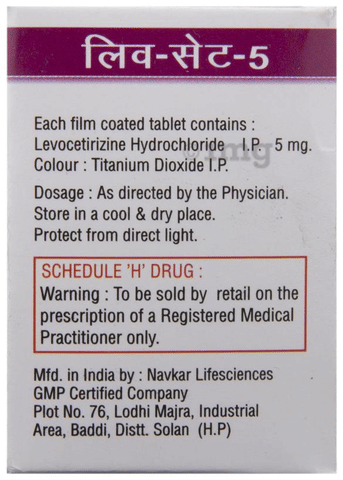 लिव-सेट-5
Each film coated tablet contains :
Levocetirizine Hydrochloride I.P. 5 mg.
Colour : Titanium Dioxide I.P.
Dosage : As directed by the Physician.
Store in a cool & dry place.
Protect from direct light.
SCHEDULE 'H' DRUG :
Warning : To be sold by retail on the
prescription of a Registered Medical
Practitioner only.
Mfd. in India by : Navkar Lifesciences
GMP Certified Company
Plot No. 76, Lodhi Majra, Industrial
Area, Baddi, Distt. Solan (H.P)